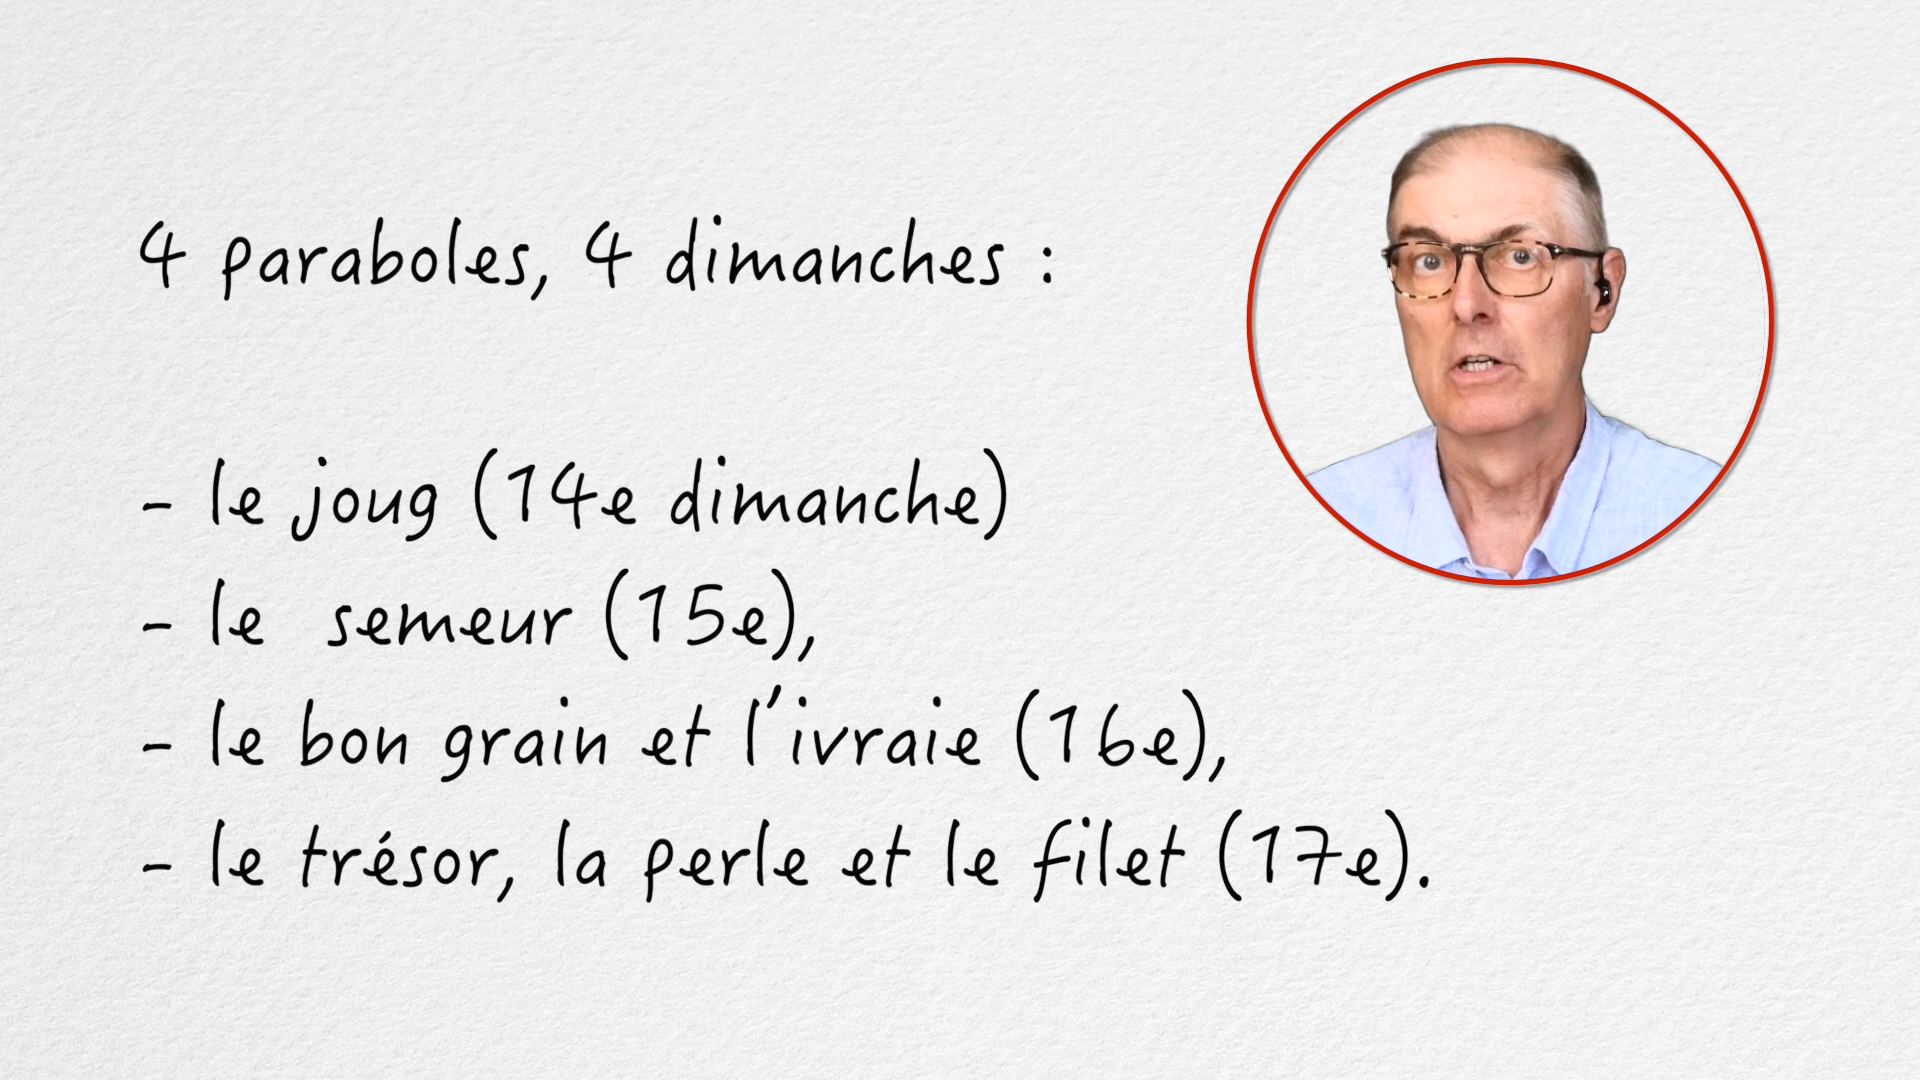 4 paraboles, 4 dimanches :
- le joug (14e dimanche)
- le semeur (15e),
- le bon grain et l'ivraie (16e),
- le trésor, la perle et le filet (17e).